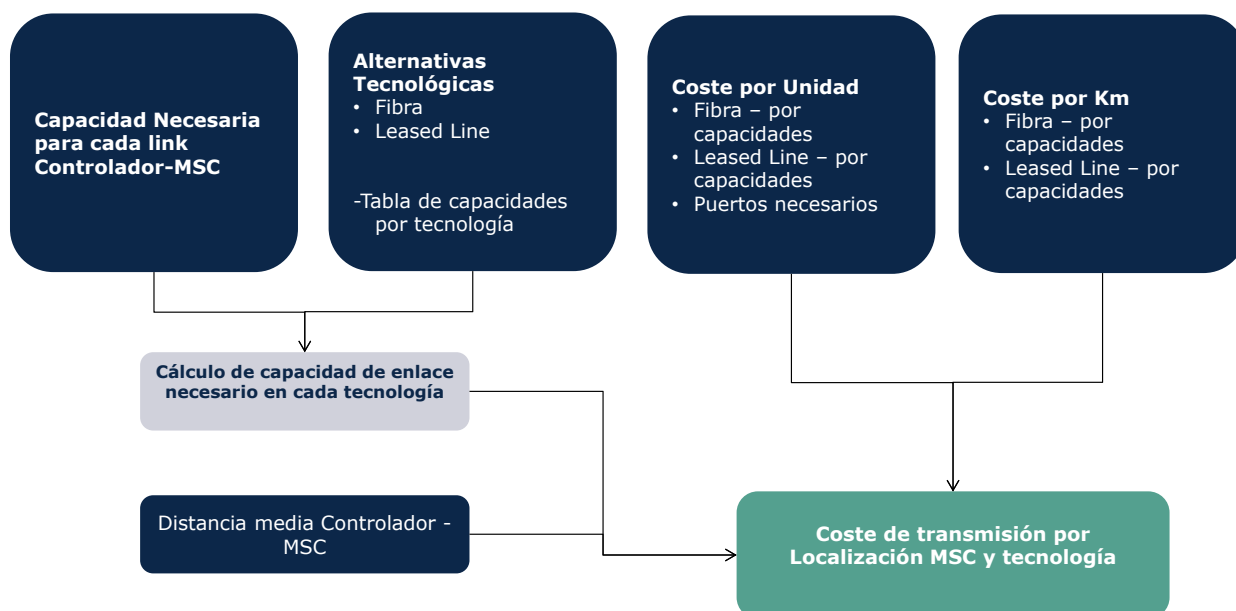 Capacidad Necesaria
para cada link
Controlador-MSC
Alternativas
Tecnológicas
• Fibra
• Leased Line
-Tabla de capacidades
por tecnología
Coste por Unidad
• Fibra – por
capacidades
• Leased Line – por
capacidades
• Puertos necesarios
Coste por Km
• Fibra – por
capacidades
• Leased Line – por
capacidades
Cálculo de capacidad de enlace
necesario en cada tecnología
Distancia media Controlador -
MSC
Coste de transmisión por
Localización MSC y tecnología